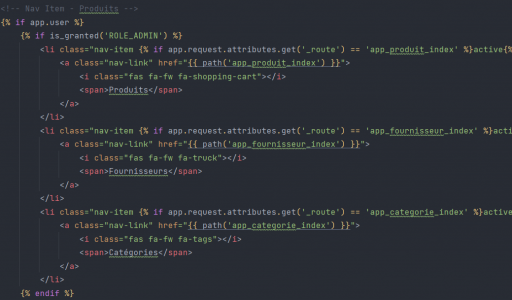 <!-- Nav Item - Produits -->
{% if app.user %}
{% if is_granted('ROLE_ADMIN') %}
<li class="nav-item {% if app.request.attributes.get('_route') == 'app_produit_index' %}active{%
<a class="nav-link" href="{{ path('app_produit_index') }}">
<i class="fas fa-fw fa-shopping-cart"></i>
<span>Produits</span>
</a>
</li>
<li class="nav-item {% if app.request.attributes.get('_route') == 'app_fournisseur_index' %}acti
<a class="nav-link" href="{{ path('app_fournisseur_index') }}">
<i class="fas fa-fw fa-truck"></i>
<span>Fournisseurs</span>
</a>
</li>
<li class="nav-item {% if app.request.attributes.get('_route') == 'app_categorie_index' %}active
<a class="nav-link" href="{{ path('app_categorie_index') }}">
<i class="fas fa-fw fa-tags"></i>
<span>Catégories</span>
</a>
</li>
{% endif %}